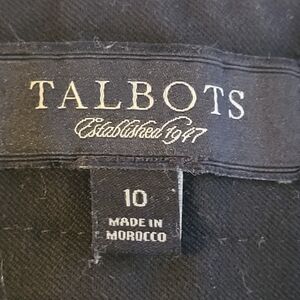 TALBOTS
Established 1947
10
MADE IN
MOROCCO